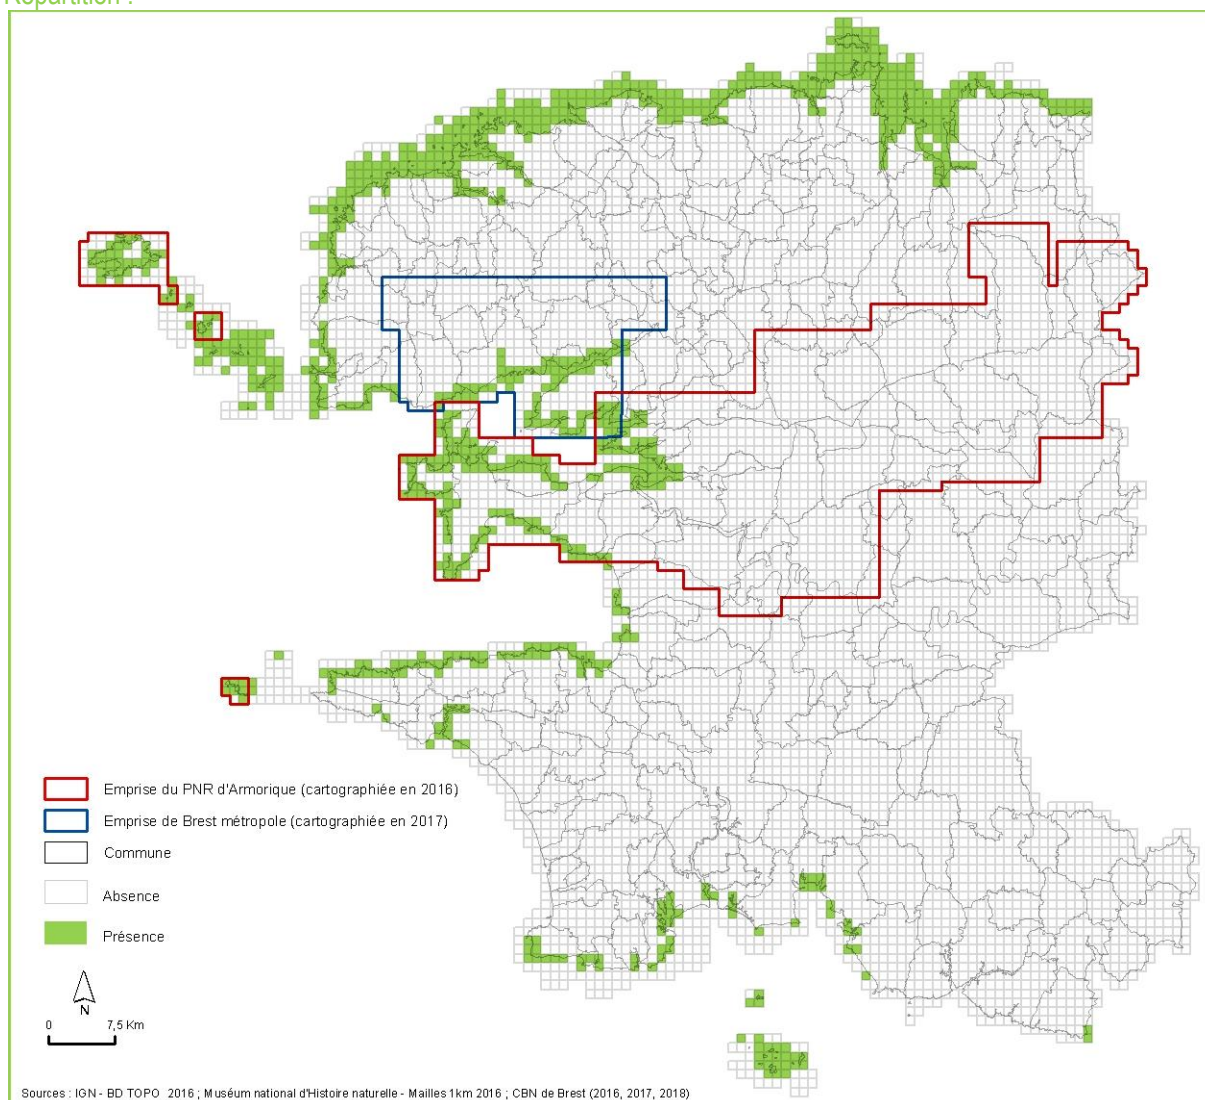 Répartition :
Emprise du PNR d'Armorique (cartographiée en 2016)
Emprise de Brest métropole (cartographiée en 2017)
Commune
Absence
Présence
N
0 7,5 Km
Sources : IGN - BD TOPO 2016 ; Muséum national d'Histoire naturelle - Mailles 1km 2016 ; CBN de Brest (2016, 2017, 2018)